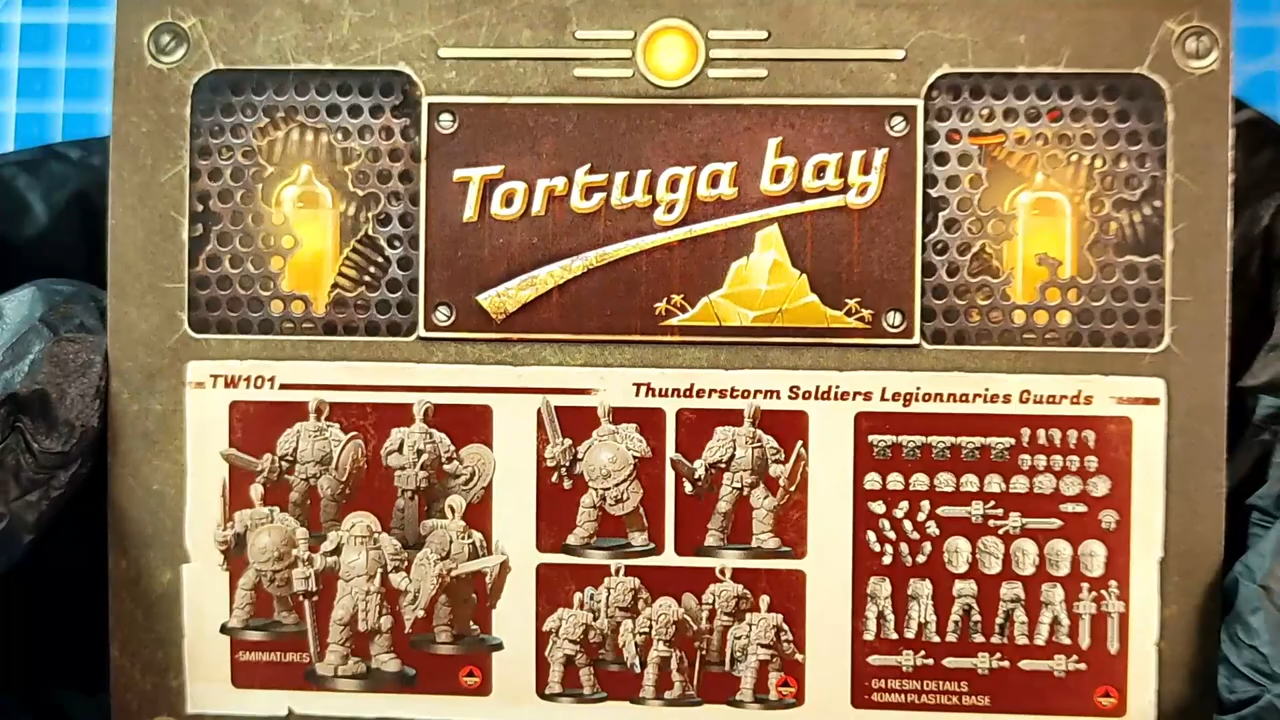 Tortuga bay
TW101
Thunderstorm Soldiers Legionnaries Guards
-5MINIATURES
- 64 RESIN DETAILS
- 40MM PLASTICK BASE